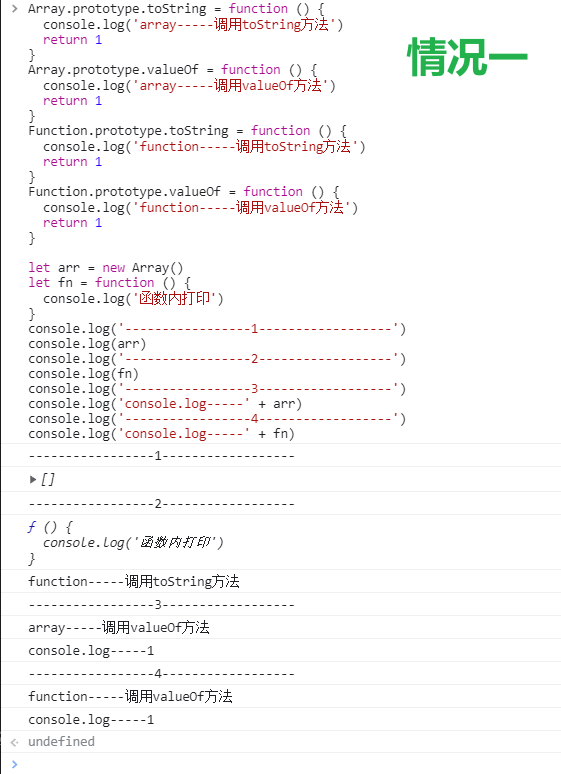 Array.prototype.toString = function () {
  console.log('array-----调用toString方法')
  return 1
}
Array.prototype.valueOf = function () {
  console.log('array-----调用valueOf方法')
  return 1
}
Function.prototype.toString = function () {
  console.log('function-----调用toString方法')
  return 1
}
Function.prototype.valueOf = function () {
  console.log('function-----调用valueOf方法')
  return 1
}
情况一
let arr = new Array()
let fn = function () {
  console.log('函数内打印')
}
console.log('-----------------1------------------')
console.log(arr)
console.log('-----------------2------------------')
console.log(fn)
console.log('-----------------3------------------')
console.log('console.log-----' + arr)
console.log('-----------------4------------------')
console.log('console.log-----' + fn)
-----------------1------------------
[]
-----------------2------------------
ƒ () {
  console.log('函数内打印')
}
function-----调用toString方法
-----------------3------------------
array-----调用valueOf方法
console.log-----1
-----------------4------------------
function-----调用valueOf方法
console.log-----1
undefined